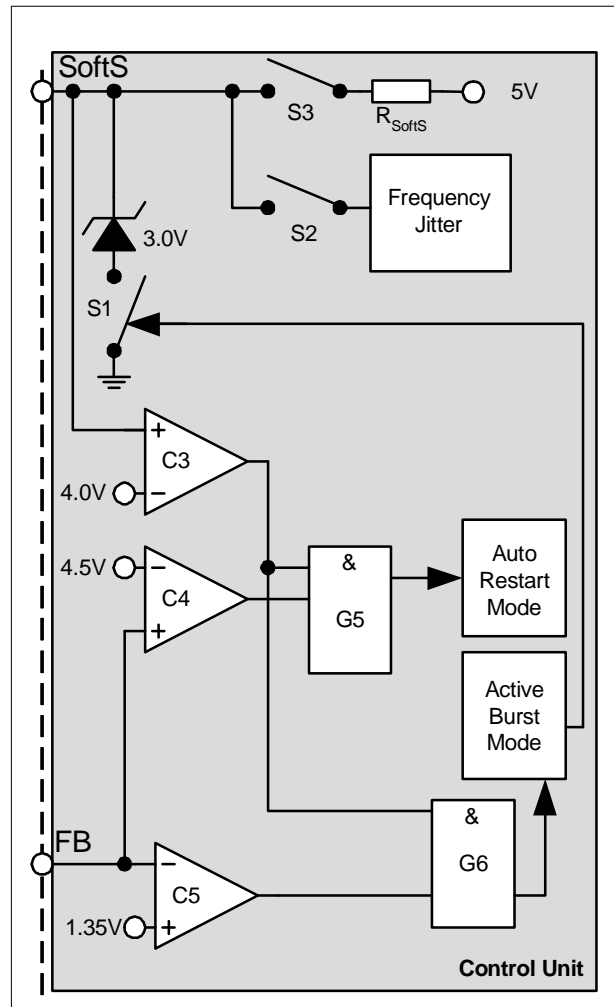 SoftS
5V
S3
R_SoftS
Frequency
Jitter
S2
3.0V
S1
+
C3
4.0V
−
4.5V
−
C4
+
&
G5
Auto
Restart
Mode
Active
Burst
Mode
FB
−
C5
1.35V
+
&
G6
Control Unit